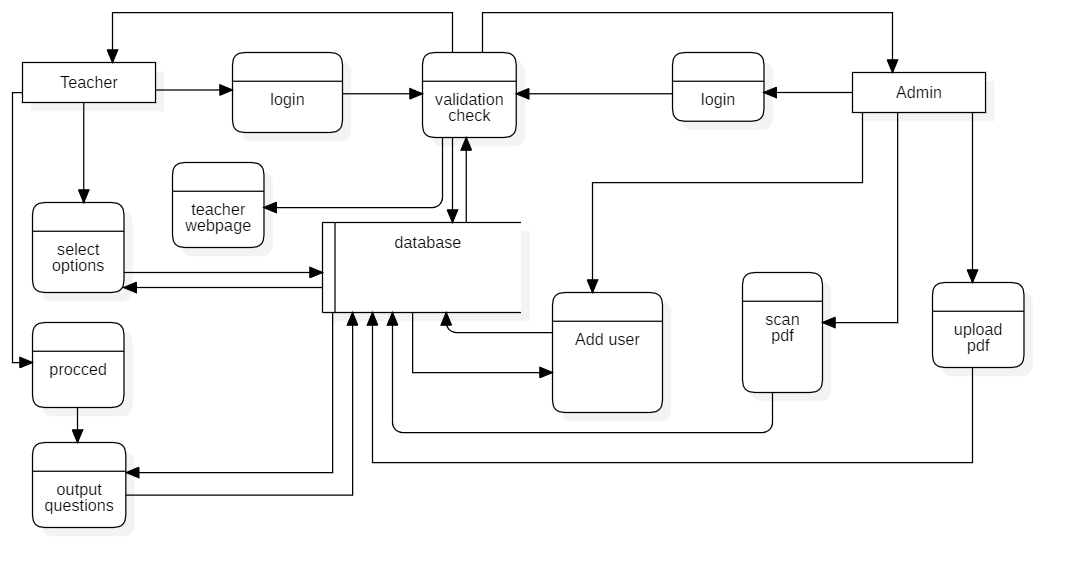 Teacher
login
validation
check
login
Admin
teacher
webpage
select
options
database
Add user
scan
pdf
upload
pdf
procced
output
questions